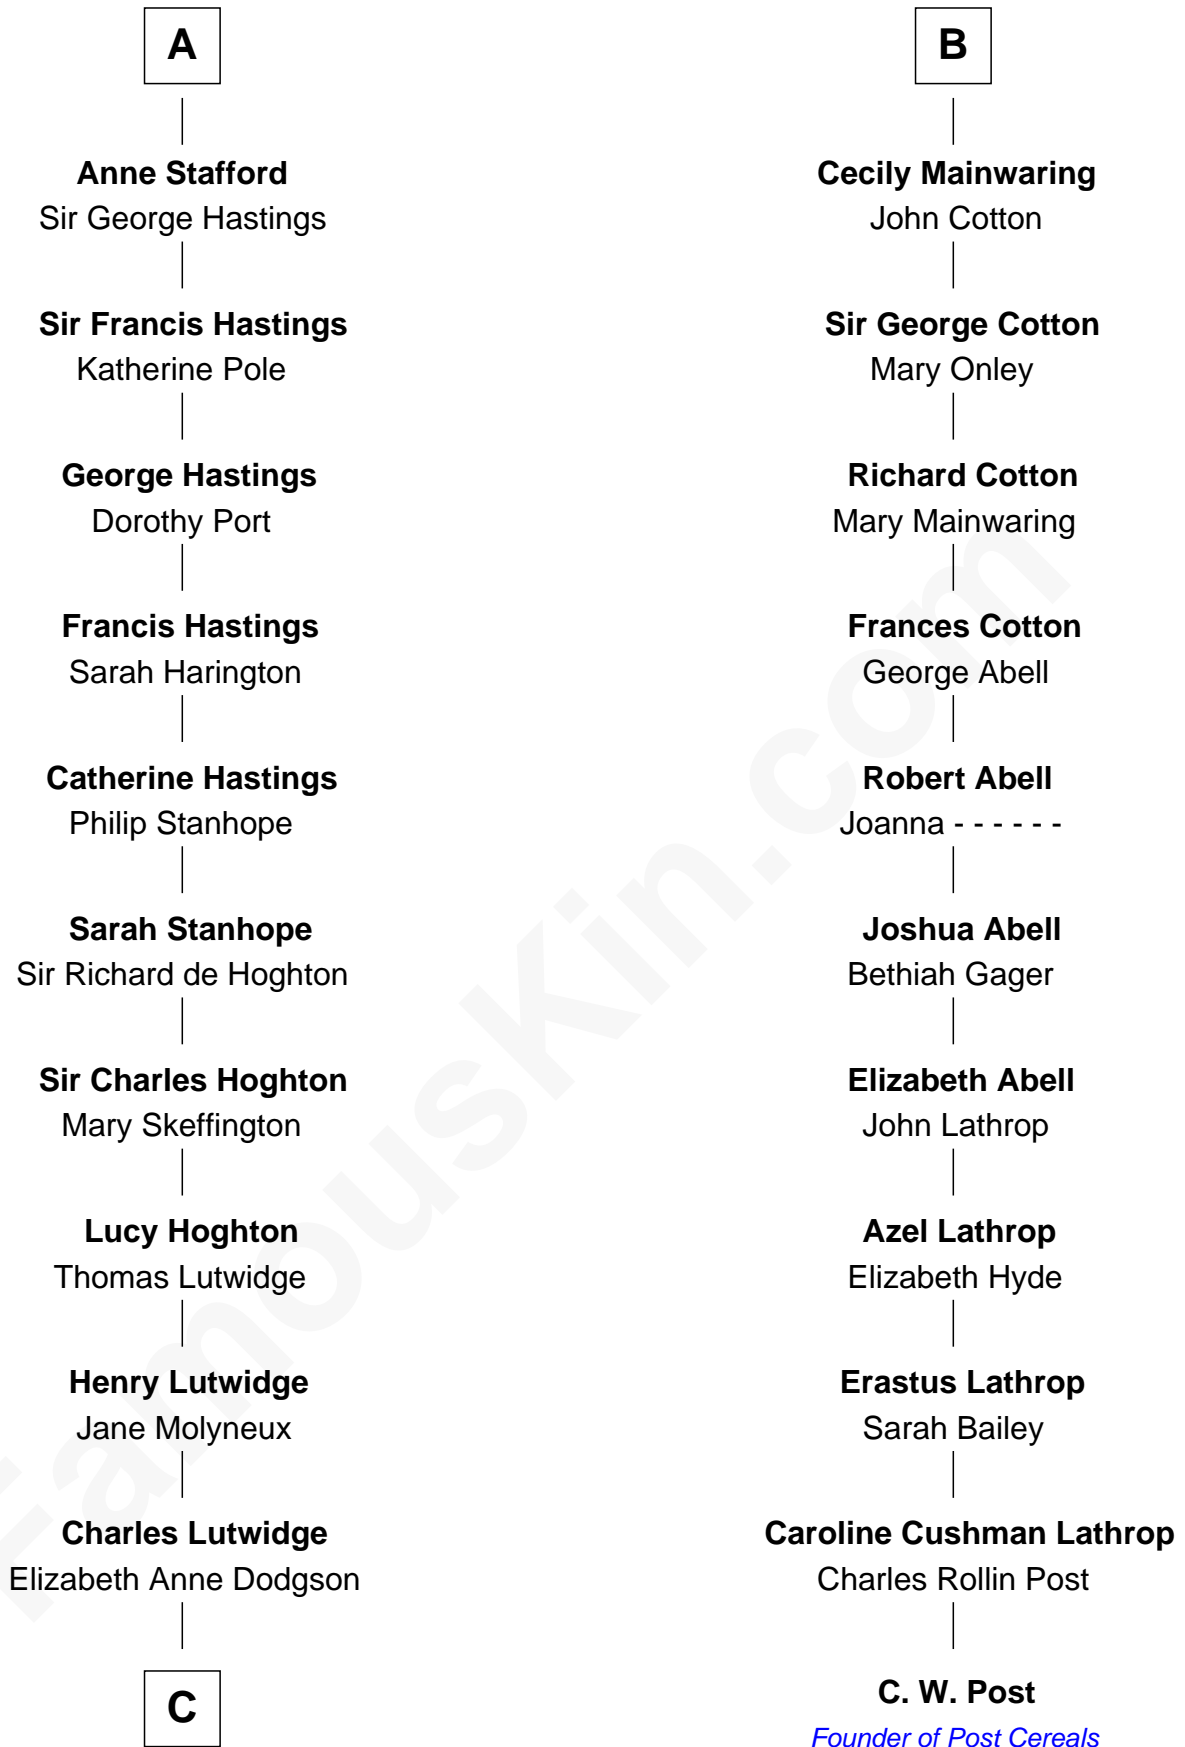 A
Anne Stafford
Sir George Hastings
Sir Francis Hastings
Katherine Pole
George Hastings
Dorothy Port
Francis Hastings
Sarah Harington
Catherine Hastings
Philip Stanhope
Sarah Stanhope
Sir Richard de Hoghton
Sir Charles Hoghton
Mary Skeffington
Lucy Hoghton
Thomas Lutwidge
Henry Lutwidge
Jane Molyneux
Charles Lutwidge
Elizabeth Anne Dodgson
C
B
Cecily Mainwaring
John Cotton
Sir George Cotton
Mary Onley
Richard Cotton
Mary Mainwaring
Frances Cotton
George Abell
Robert Abell
Joanna - - - - - -
Joshua Abell
Bethiah Gager
Elizabeth Abell
John Lathrop
Azel Lathrop
Elizabeth Hyde
Erastus Lathrop
Sarah Bailey
Caroline Cushman Lathrop
Charles Rollin Post
C. W. Post
Founder of Post Cereals
FamousKin.com